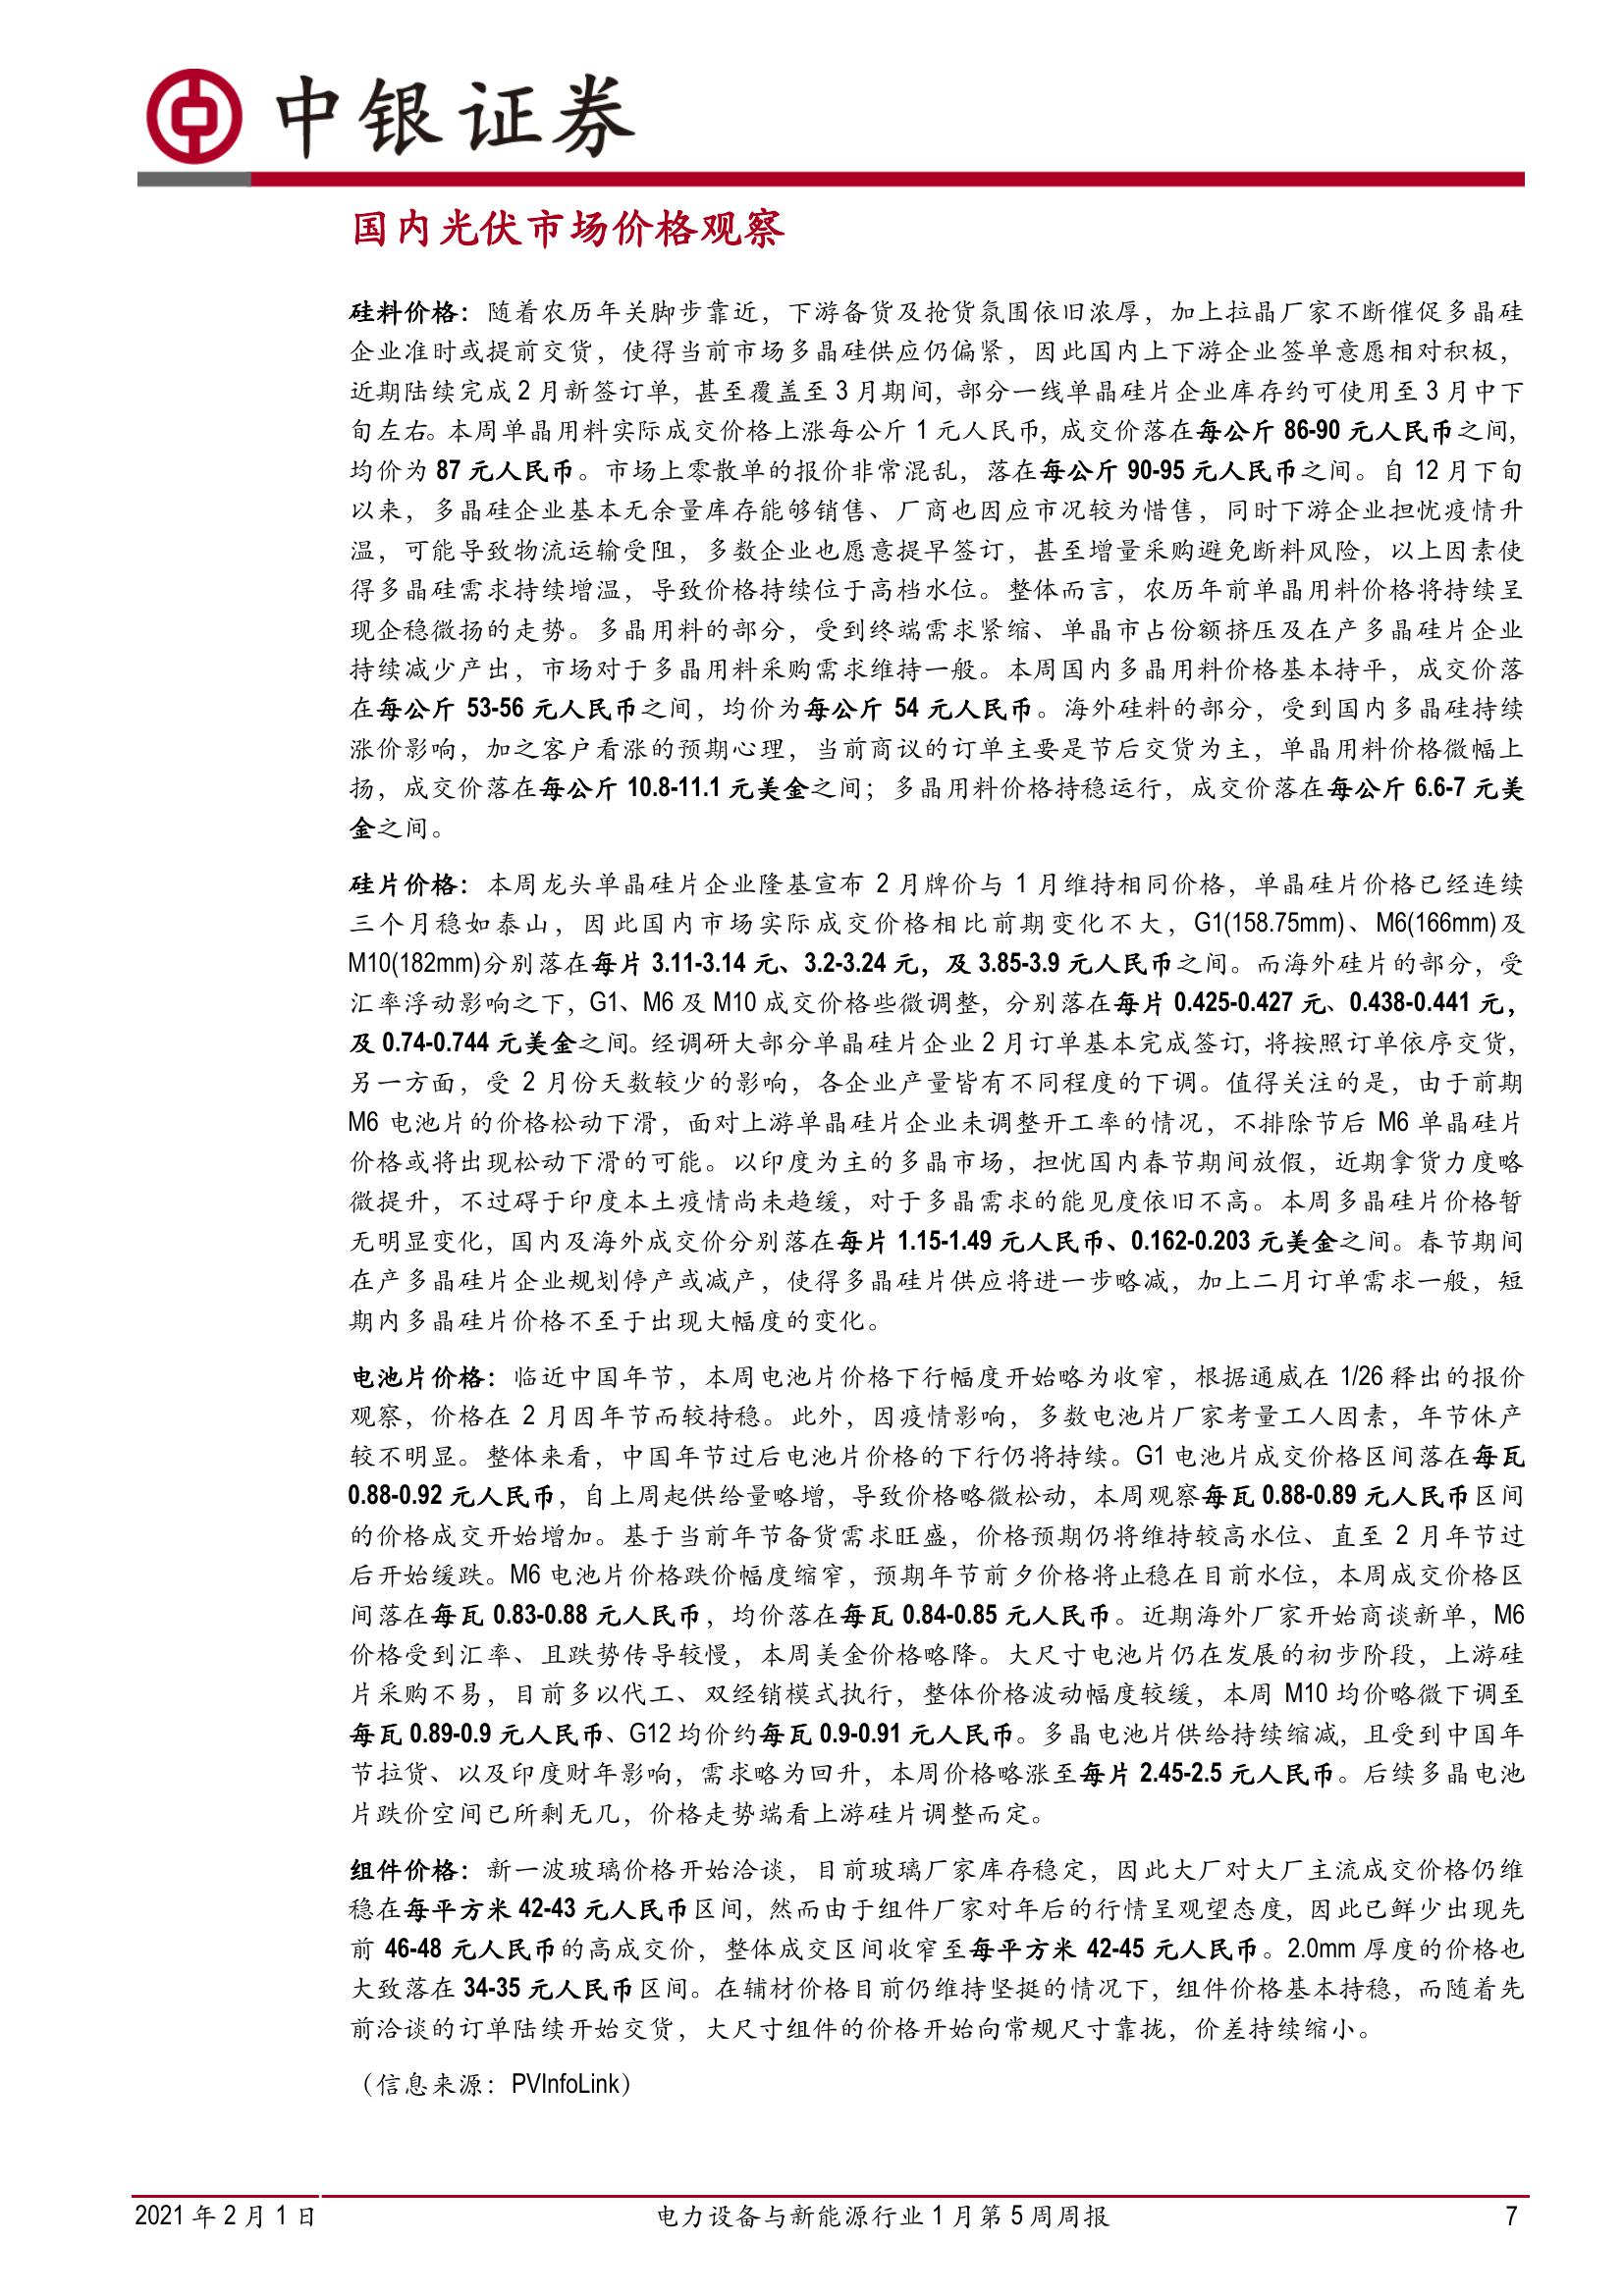 中银证券
国内光伏市场价格观察
硅料价格：随着农历年关脚步靠近，下游备货及抢货氛围依旧浓厚，加上拉晶厂家不断催促多晶硅
企业准时或提前交货，使得当前市场多晶硅供应仍偏紧，因此国内上下游企业签单意愿相对积极，
近期陆续完成 2 月新签订单，甚至覆盖至 3 月期间，部分一线单晶硅片企业库存约可使用至 3 月中下
旬左右。本周单晶用料实际成交价格上涨每公斤 1 元人民币，成交价落在每公斤 86-90 元人民币之间，
均价为 87 元人民币。市场上零散单的报价非常混乱，落在每公斤 90-95 元人民币之间。自 12 月下旬
以来，多晶硅企业基本无余量库存能够销售、厂商也因应市况较为惜售，同时下游企业担忧疫情升
温，可能导致物流运输受阻，多数企业也愿意提早签订，甚至增量采购避免断料风险，以上因素使
得多晶硅需求持续增温，导致价格持续位于高档水位。整体而言，农历年前单晶用料价格将持续呈
现企稳微扬的走势。多晶用料的部分，受到终端需求紧缩、单晶市占份额挤压及在产多晶硅片企业
持续减少产出，市场对于多晶用料采购需求维持一般。本周国内多晶用料价格基本持平，成交价落
在每公斤 53-56 元人民币之间，均价为每公斤 54 元人民币。海外硅料的部分，受到国内多晶硅持续
涨价影响，加之客户看涨的预期心理，当前商议的订单主要是节后交货为主，单晶用料价格微幅上
扬，成交价落在每公斤 10.8-11.1 元美金之间；多晶用料价格持稳运行，成交价落在每公斤 6.6-7 元美
金之间。
硅片价格：本周龙头单晶硅片企业隆基宣布 2 月牌价与 1 月维持相同价格，单晶硅片价格已经连续
三个月稳如泰山，因此国内市场实际成交价格相比前期变化不大，G1(158.75mm)、M6(166mm)及
M10(182mm)分别落在每片 3.11-3.14 元、3.2-3.24 元，及 3.85-3.9 元人民币之间。而海外硅片的部分，受
汇率浮动影响之下，G1、M6 及 M10 成交价格些微调整，分别落在每片 0.425-0.427 元、0.438-0.441 元，
及 0.74-0.744 元美金之间。经调研大部分单晶硅片企业 2 月订单基本完成签订，将按照订单依序交货，
另一方面，受 2 月份天数较少的影响，各企业产量皆有不同程度的下调。值得关注的是，由于前期
M6 电池片的价格松动下滑，面对上游单晶硅片企业未调整开工率的情况，不排除节后 M6 单晶硅片
价格或将出现松动下滑的可能。以印度为主的多晶市场，担忧国内春节期间放假，近期拿货力度略
微提升，不过碍于印度本土疫情尚未趋缓，对于多晶需求的能见度依旧不高。本周多晶硅片价格暂
无明显变化，国内及海外成交价分别落在每片 1.15-1.49 元人民币、0.162-0.203 元美金之间。春节期间
在产多晶硅片企业规划停产或减产，使得多晶硅片供应将进一步略减，加上二月订单需求一般，短
期内多晶硅片价格不至于出现大幅度的变化。
电池片价格：临近中国年节，本周电池片价格下行幅度开始略为收窄，根据通威在 1/26 释出的报价
观察，价格在 2 月因年节而较持稳。此外，因疫情影响，多数电池片厂家考量工人因素，年节休产
较不明显。整体来看，中国年节过后电池片价格的下行仍将持续。G1 电池片成交价格区间落在每瓦
0.88-0.92 元人民币，自上周起供给量略增，导致价格略微松动，本周观察每瓦 0.88-0.89 元人民币区间
的价格成交开始增加。基于当前年节备货需求旺盛，价格预期仍将维持较高水位、直至 2 月年节过
后开始缓跌。M6 电池片价格跌价幅度缩窄，预期年节前夕价格将止稳在目前水位，本周成交价格区
间落在每瓦 0.83-0.88 元人民币，均价落在每瓦 0.84-0.85 元人民币。近期海外厂家开始商谈新单，M6
价格受到汇率、且跌势传导较慢，本周美金价格略降。大尺寸电池片仍在发展的初步阶段，上游硅
片采购不易，目前多以代工、双经销模式执行，整体价格波动幅度较缓，本周 M10 均价略微下调至
每瓦 0.89-0.9 元人民币、G12 均价约每瓦 0.9-0.91 元人民币。多晶电池片供给持续缩减，且受到中国年
节拉货、以及印度财年影响，需求略为回升，本周价格略涨至每片 2.45-2.5 元人民币。后续多晶电池
片跌价空间已所剩无几，价格走势端看上游硅片调整而定。
组件价格：新一波玻璃价格开始洽谈，目前玻璃厂家库存稳定，因此大厂对大厂主流成交价格仍维
稳在每平方米 42-43 元人民币区间，然而由于组件厂家对年后的行情呈观望态度，因此已鲜少出现先
前 46-48 元人民币的高成交价，整体成交区间收窄至每平方米 42-45 元人民币。2.0mm 厚度的价格也
大致落在 34-35 元人民币区间。在辅材价格目前仍维持坚挺的情况下，组件价格基本持稳，而随着先
前洽谈的订单陆续开始交货，大尺寸组件的价格开始向常规尺寸靠拢，价差持续缩小。
（信息来源：PVInfoLink）
2021 年 2 月 1 日 电力设备与新能源行业 1 月第 5 周周报 7